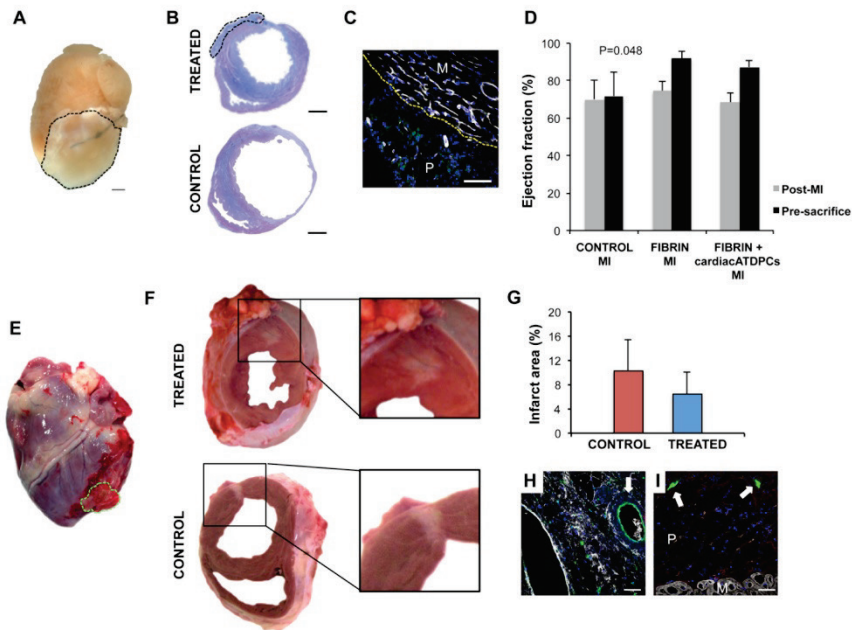 A
B
TREATED
CONTROL
C
M
P
D
Ejection fraction (%)
100
80
60
40
20
0
P=0.048
CONTROL
MI
FIBRIN
MI
FIBRIN +
cardiacATDPCs
MI
Post-MI
Pre-sacrifice
E
F
TREATED
CONTROL
G
Infarct area (%)
20
16
12
8
4
0
CONTROL
TREATED
H
I
P
M